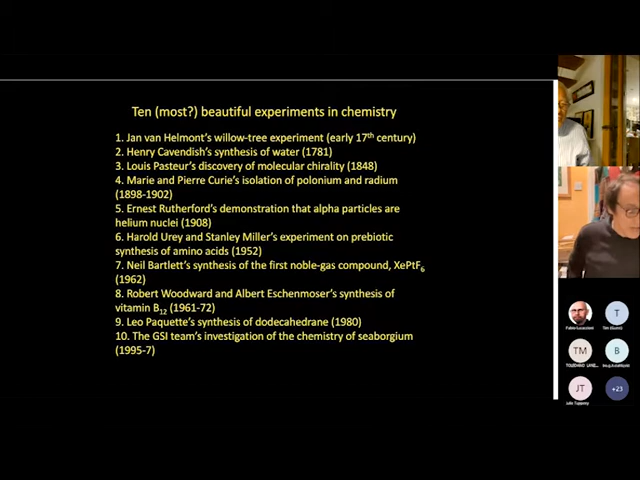 Ten (most?) beautiful experiments in chemistry
1. Jan van Helmont's willow-tree experiment (early 17th century)
2. Henry Cavendish's synthesis of water (1781)
3. Louis Pasteur's discovery of molecular chirality (1848)
4. Marie and Pierre Curie's isolation of polonium and radium
(1898-1902)
5. Ernest Rutherford's demonstration that alpha particles are
helium nuclei (1908)
6. Harold Urey and Stanley Miller's experiment on prebiotic
synthesis of amino acids (1952)
7. Neil Bartlett's synthesis of the first noble-gas compound, XePtF6
(1962)
8. Robert Woodward and Albert Eschenmoser's synthesis of
vitamin B12 (1961-72)
9. Leo Paquette's synthesis of dodecahedrane (1980)
10. The GSI team's investigation of the chemistry of seaborgium
(1995-7)
T
TM
B
JT
+23